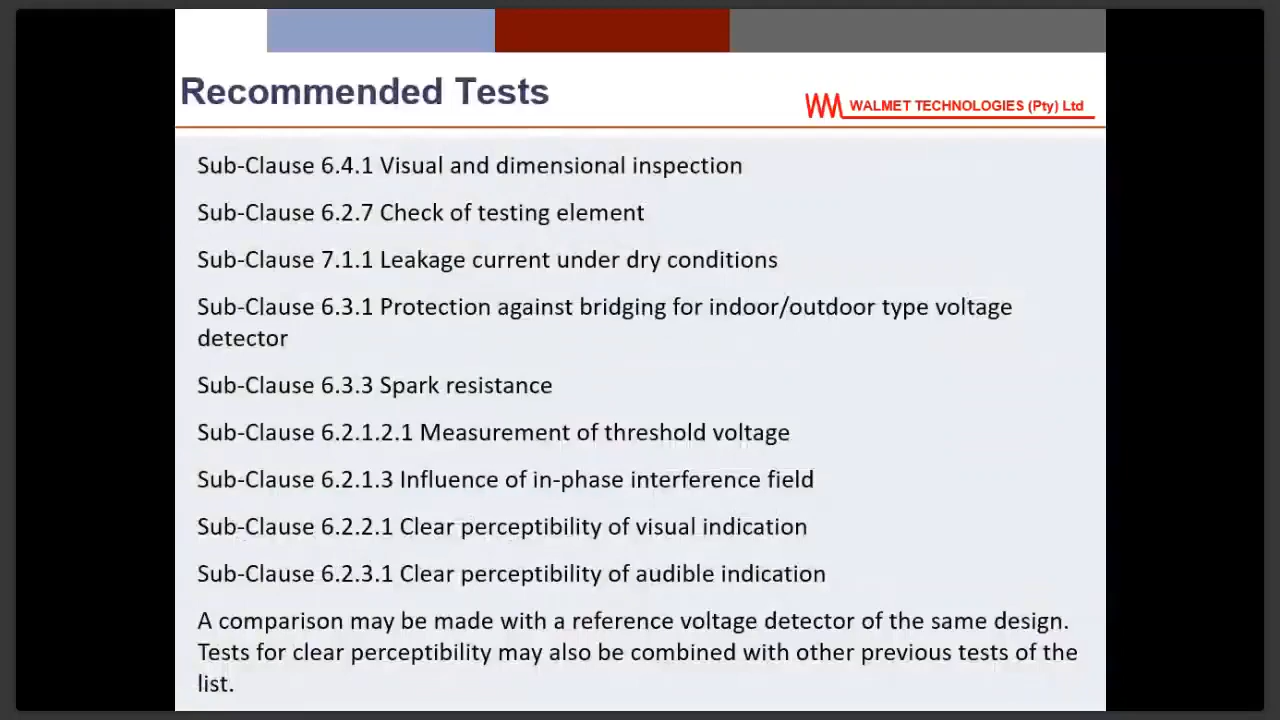 Recommended Tests
WALMET TECHNOLOGIES (Pty) Ltd
Sub-Clause 6.4.1 Visual and dimensional inspection
Sub-Clause 6.2.7 Check of testing element
Sub-Clause 7.1.1 Leakage current under dry conditions
Sub-Clause 6.3.1 Protection against bridging for indoor/outdoor type voltage
detector
Sub-Clause 6.3.3 Spark resistance
Sub-Clause 6.2.1.2.1 Measurement of threshold voltage
Sub-Clause 6.2.1.3 Influence of in-phase interference field
Sub-Clause 6.2.2.1 Clear perceptibility of visual indication
Sub-Clause 6.2.3.1 Clear perceptibility of audible indication
A comparison may be made with a reference voltage detector of the same design.
Tests for clear perceptibility may also be combined with other previous tests of the
list.